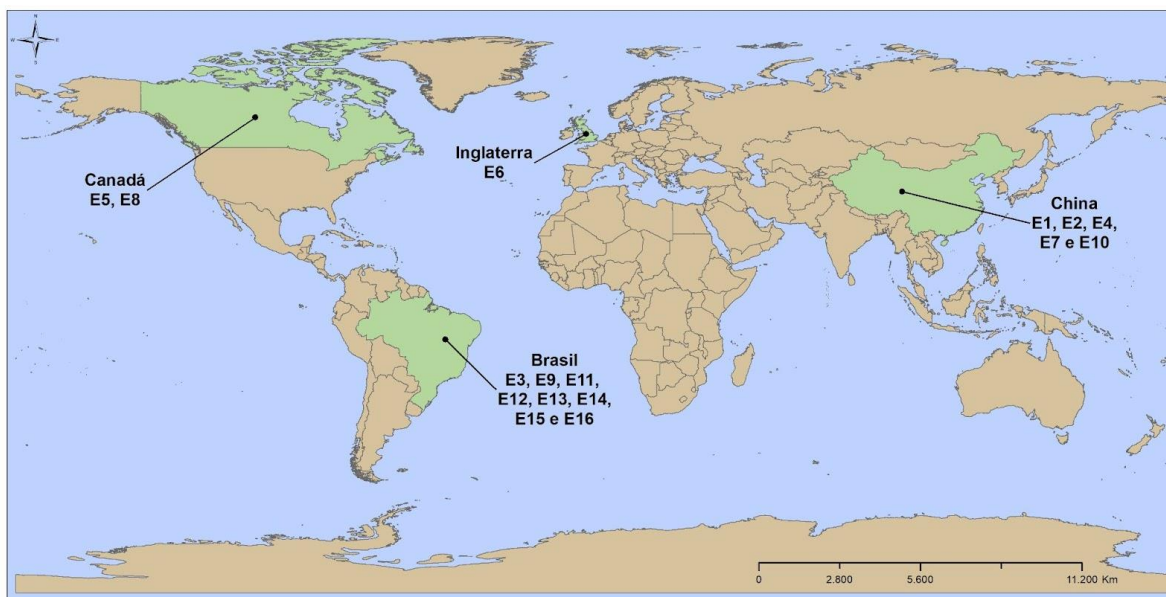 N
W
E
S
Canadá
E5, E8
Inglaterra
E6
China
E1, E2, E4,
E7 e E10
Brasil
E3, E9, E11,
E12, E13, E14,
E15 e E16
0 2.800 5.600 11.200 Km